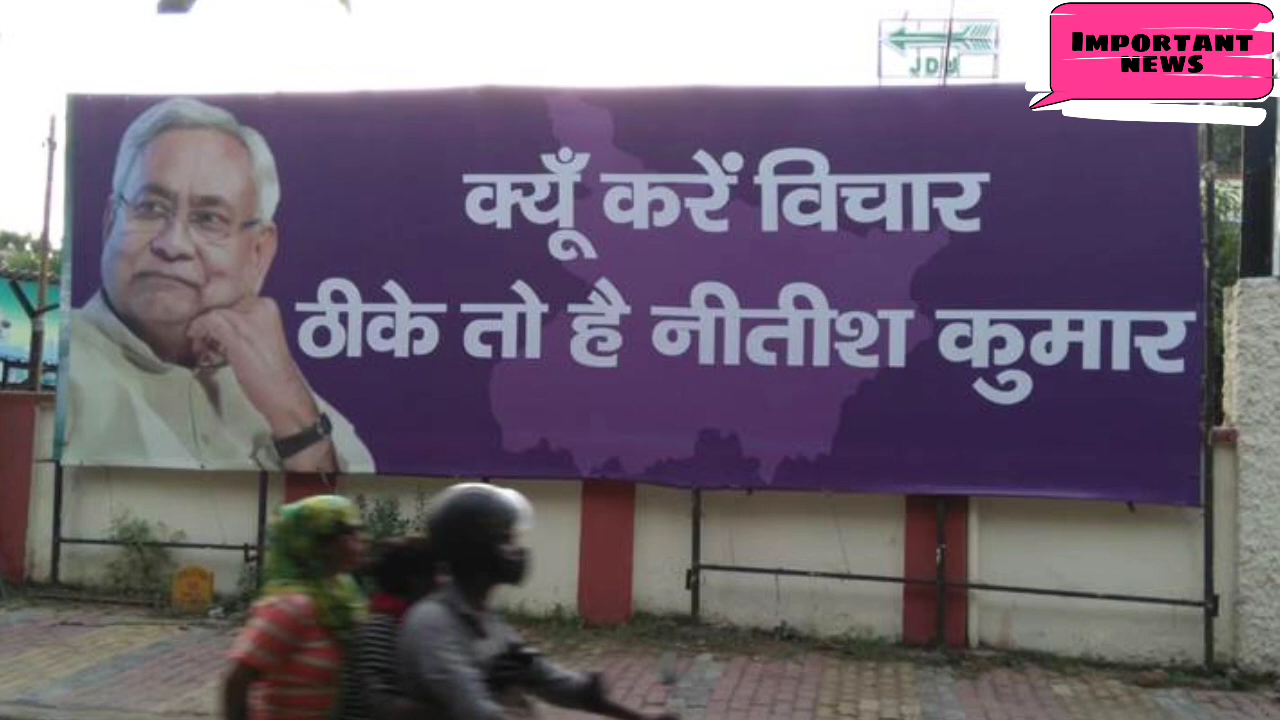 IMPORTANT
NEWS
JDU
क्यूँ करें विचार
ठीके तो है नीतीश कुमार